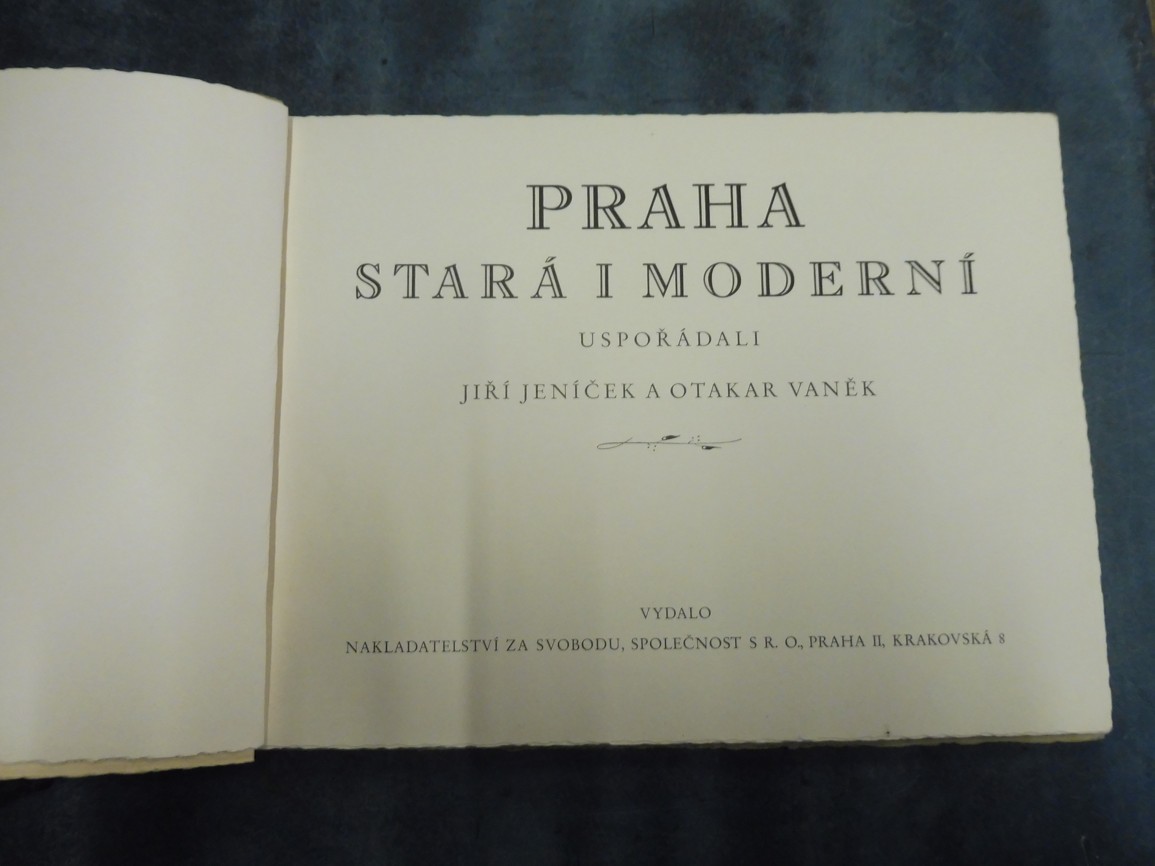 PRAHA
STARÁ I MODERNÍ
USPOŘÁDALI
JIŘÍ JENÍČEK A OTAKAR VANĚK
VYDALO
NAKLADATELSTVÍ ZA SVOBODU, SPOLEČNOST S R. O., PRAHA II, KRAKOVSKÁ 8